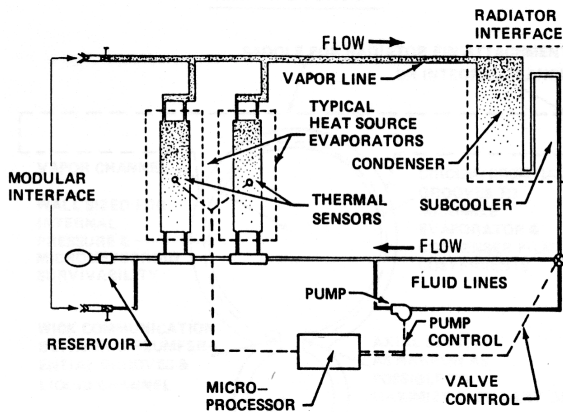 RADIATOR
INTERFACE
FLOW
VAPOR LINE
TYPICAL
HEAT SOURCE
EVAPORATORS
CONDENSER
MODULAR
INTERFACE
THERMAL
SENSORS
SUBCOOLER
FLOW
FLUID LINES
PUMP
RESERVOIR
PUMP
CONTROL
MICRO-
PROCESSOR
VALVE
CONTROL